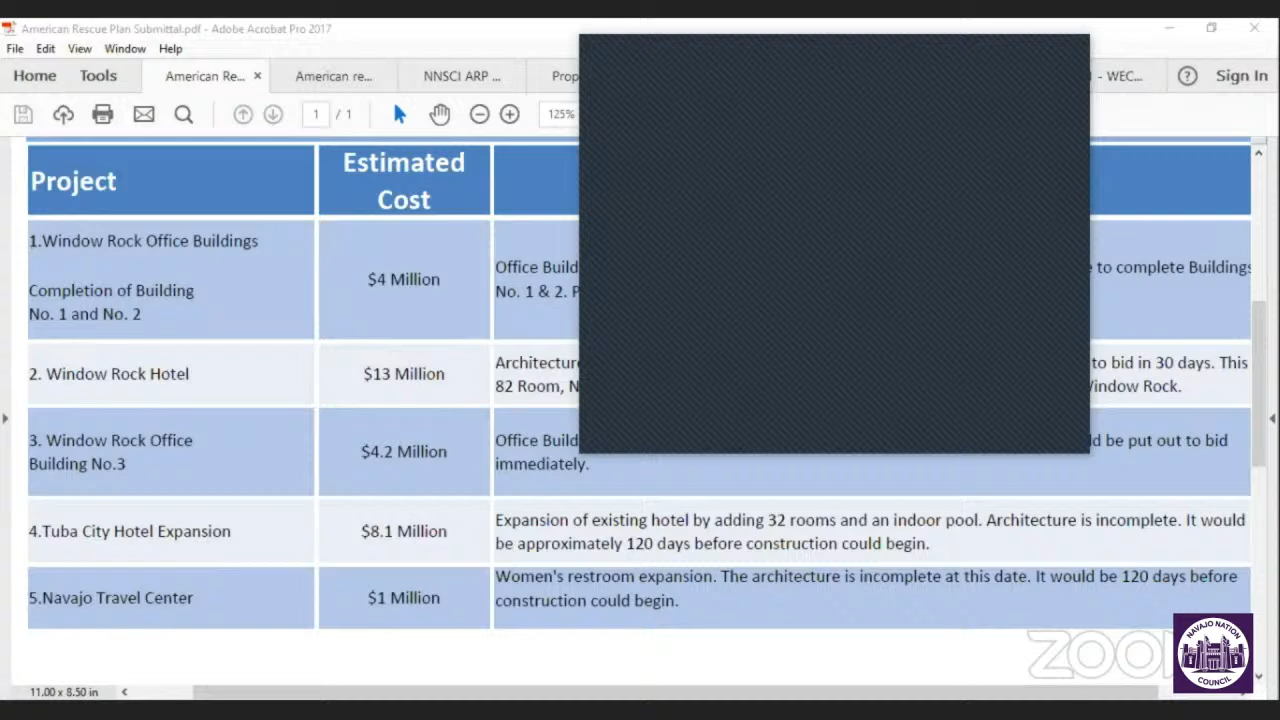 American Rescue Plan Submittal.pdf - Adobe Acrobat Pro 2017
File Edit View Window Help
Home Tools American Re... × American re... NNSCI ARP ... Prop - WEC... ? Sign In
1 / 1 125%
Project Estimated Cost
1.Window Rock Office Buildings
Completion of Building
No. 1 and No. 2
$4 Million
Office Build to complete Buildings
No. 1 & 2. P
2. Window Rock Hotel
$13 Million
Architecture to bid in 30 days. This
82 Room, N Window Rock.
3. Window Rock Office
Building No.3
$4.2 Million
Office Build be put out to bid
immediately.
4.Tuba City Hotel Expansion
$8.1 Million
Expansion of existing hotel by adding 32 rooms and an indoor pool. Architecture is incomplete. It would
be approximately 120 days before construction could begin.
5.Navajo Travel Center
$1 Million
Women's restroom expansion. The architecture is incomplete at this date. It would be 120 days before
construction could begin.
ZOOM
NAVAJO NATION
COUNCIL
11.00 x 8.50 in